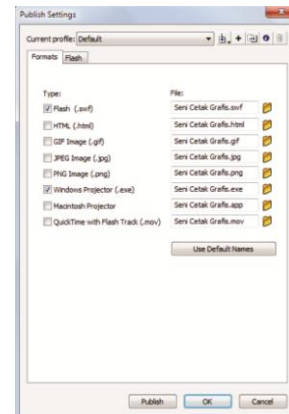 Publish Settings
Current profile: Default
Formats Flash
Type: File:
Flash (.swf) Seni Cetak Grafis.swf
HTML (.html) Seni Cetak Grafis.html
GIF Image (.gif) Seni Cetak Grafis.gif
JPEG Image (.jpg) Seni Cetak Grafis.jpg
PNG Image (.png) Seni Cetak Grafis.png
Windows Projector (.exe) Seni Cetak Grafis.exe
Macintosh Projector Seni Cetak Grafis.app
QuickTime with Flash Track (.mov) Seni Cetak Grafis.mov
Use Default Names
Publish OK Cancel